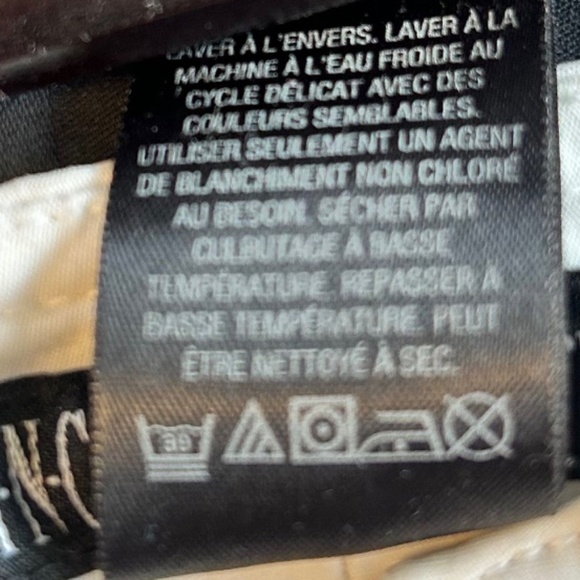 LAVER À L'ENVERS. LAVER À LA
MACHINE À L'EAU FROIDE AU
CYCLE DÉLICAT AVEC DES
COULEURS SEMBLABLES.
UTILISER SEULEMENT UN AGENT
DE BLANCHIMENT NON CHLORÉ
AU BESOIN. SÉCHER PAR
CULBUTAGE À BASSE
TEMPÉRATURE. REPASSER À
BASSE TEMPÉRATURE. PEUT
ÊTRE NETTOYÉ À SEC.
30